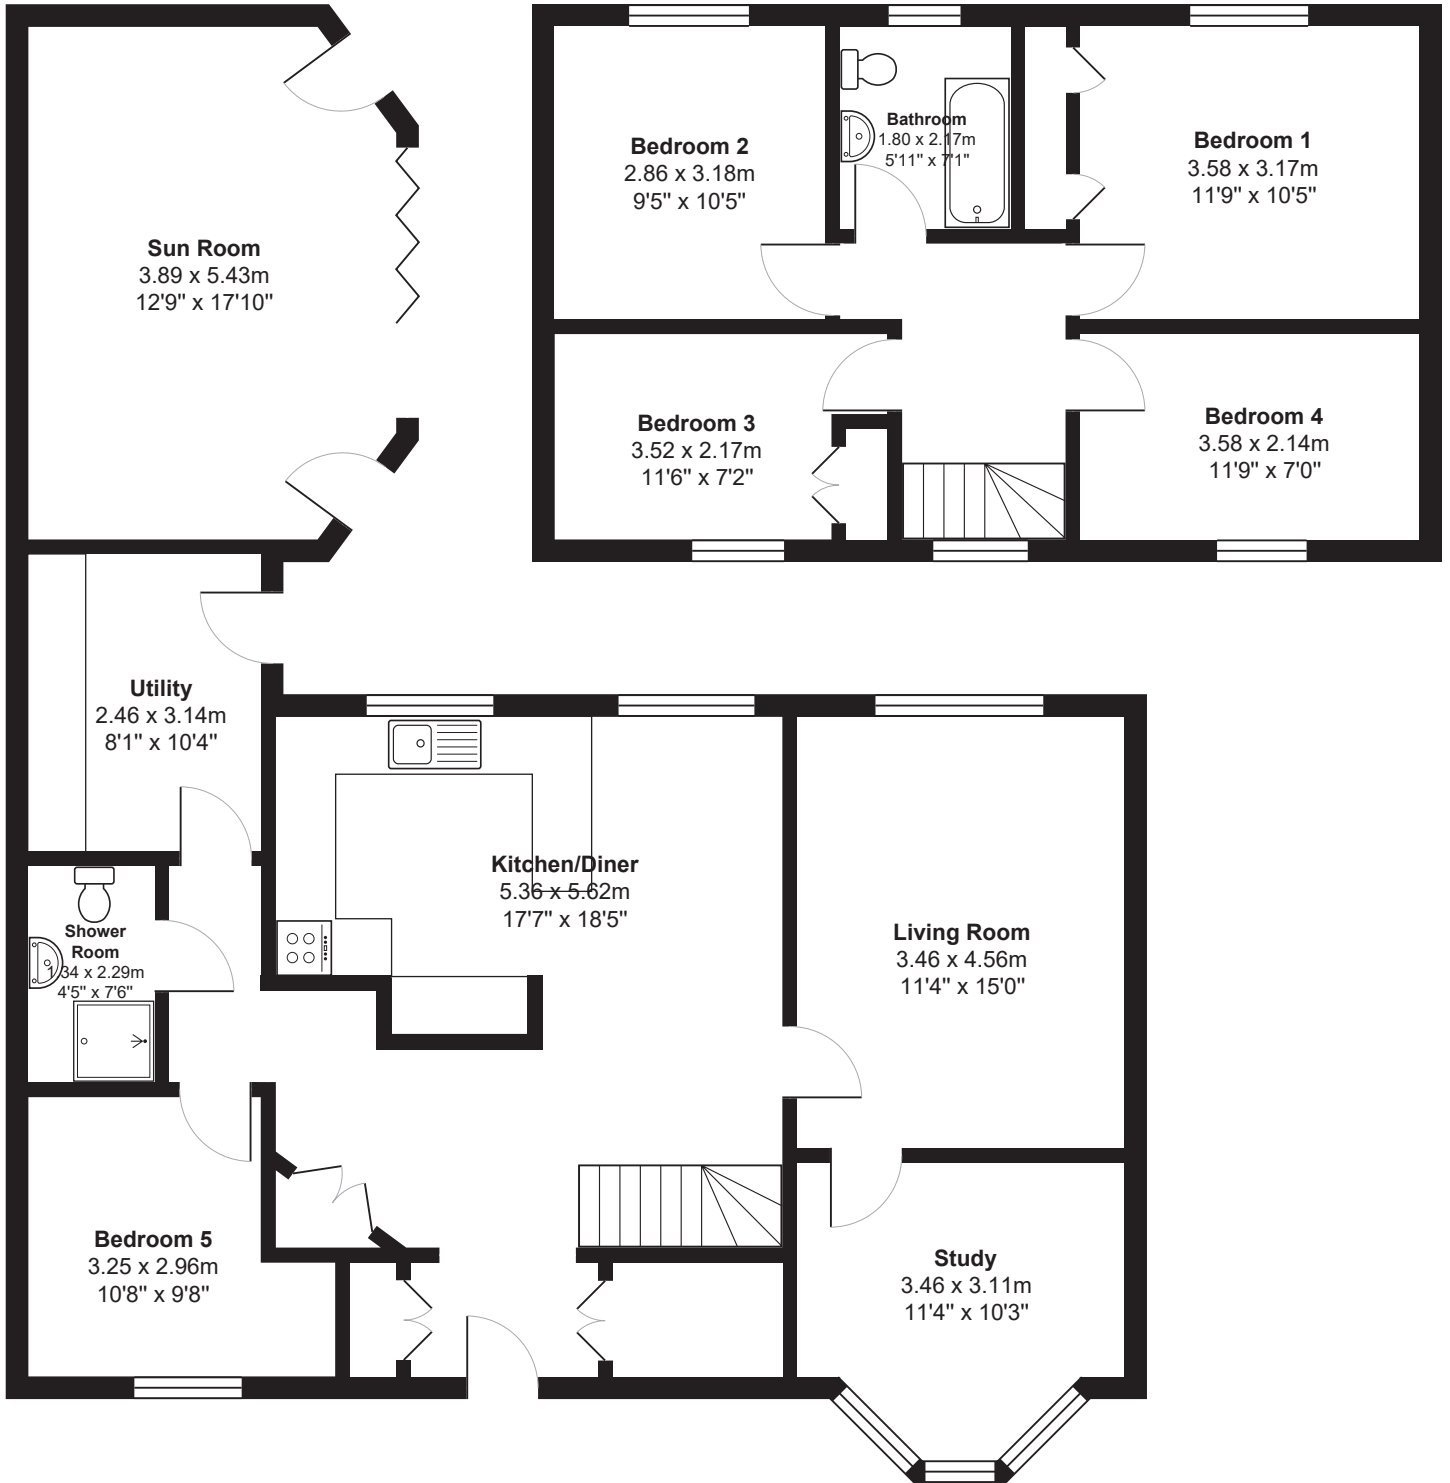 Sun Room
3.89 x 5.43m
12'9" x 17'10"
Bedroom 2
2.86 x 3.18m
9'5" x 10'5"
Bathroom
1.80 x 2.17m
5'11" x 7'1"
Bedroom 1
3.58 x 3.17m
11'9" x 10'5"
Bedroom 3
3.52 x 2.17m
11'6" x 7'2"
Bedroom 4
3.58 x 2.14m
11'9" x 7'0"
Utility
2.46 x 3.14m
8'1" x 10'4"
Kitchen/Diner
5.36 x 5.62m
17'7" x 18'5"
Shower
Room
1.34 x 2.29m
4'5" x 7'6"
Living Room
3.46 x 4.56m
11'4" x 15'0"
Bedroom 5
3.25 x 2.96m
10'8" x 9'8"
Study
3.46 x 3.11m
11'4" x 10'3"